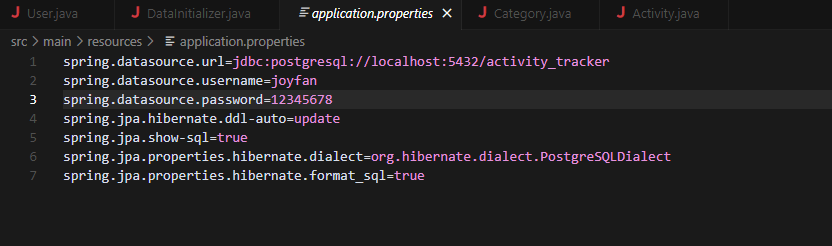 J User.java J DataInitializer.java application.properties × J Category.java J Activity.java
src > main > resources > application.properties
1 spring.datasource.url=jdbc:postgresql://localhost:5432/activity_tracker
2 spring.datasource.username=joyfan
3 spring.datasource.password=12345678
4 spring.jpa.hibernate.ddl-auto=update
5 spring.jpa.show-sql=true
6 spring.jpa.properties.hibernate.dialect=org.hibernate.dialect.PostgreSQLDialect
7 spring.jpa.properties.hibernate.format_sql=true